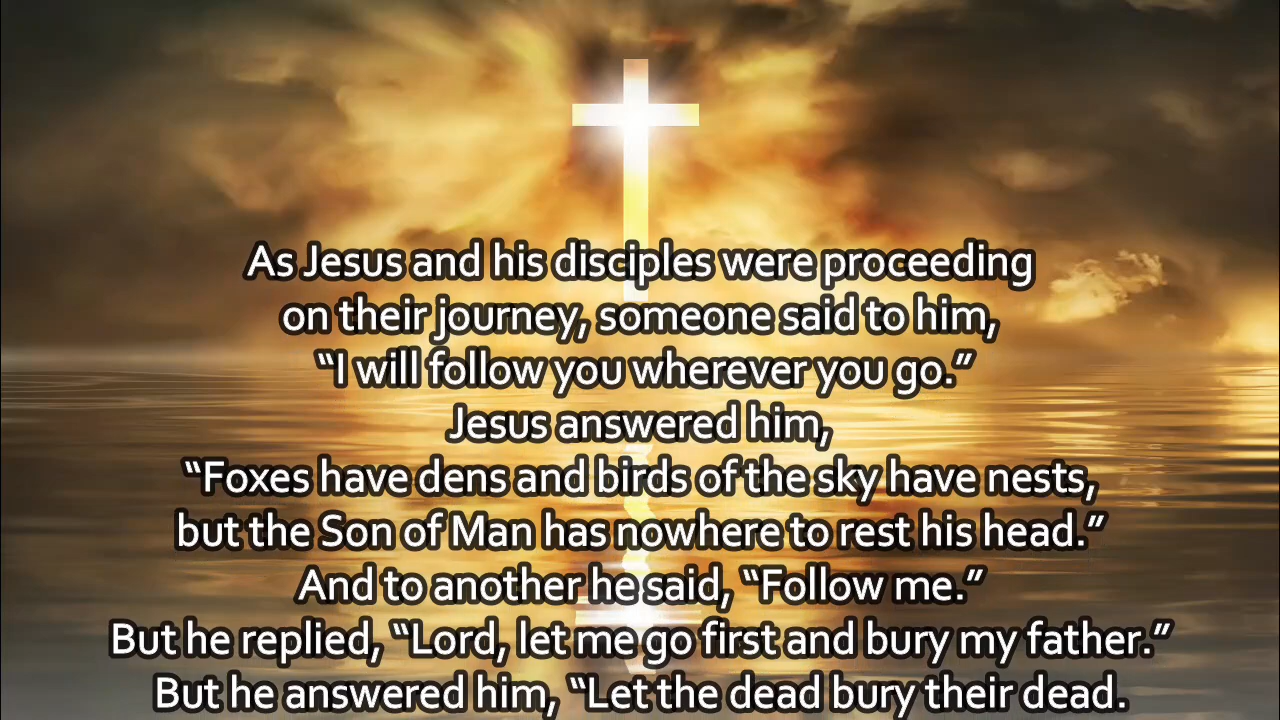 As Jesus and his disciples were proceeding
on their journey, someone said to him,
“I will follow you wherever you go.”
Jesus answered him,
“Foxes have dens and birds of the sky have nests,
but the Son of Man has nowhere to rest his head.”
And to another he said, “Follow me.”
But he replied, “Lord, let me go first and bury my father.”
But he answered him, “Let the dead bury their dead.